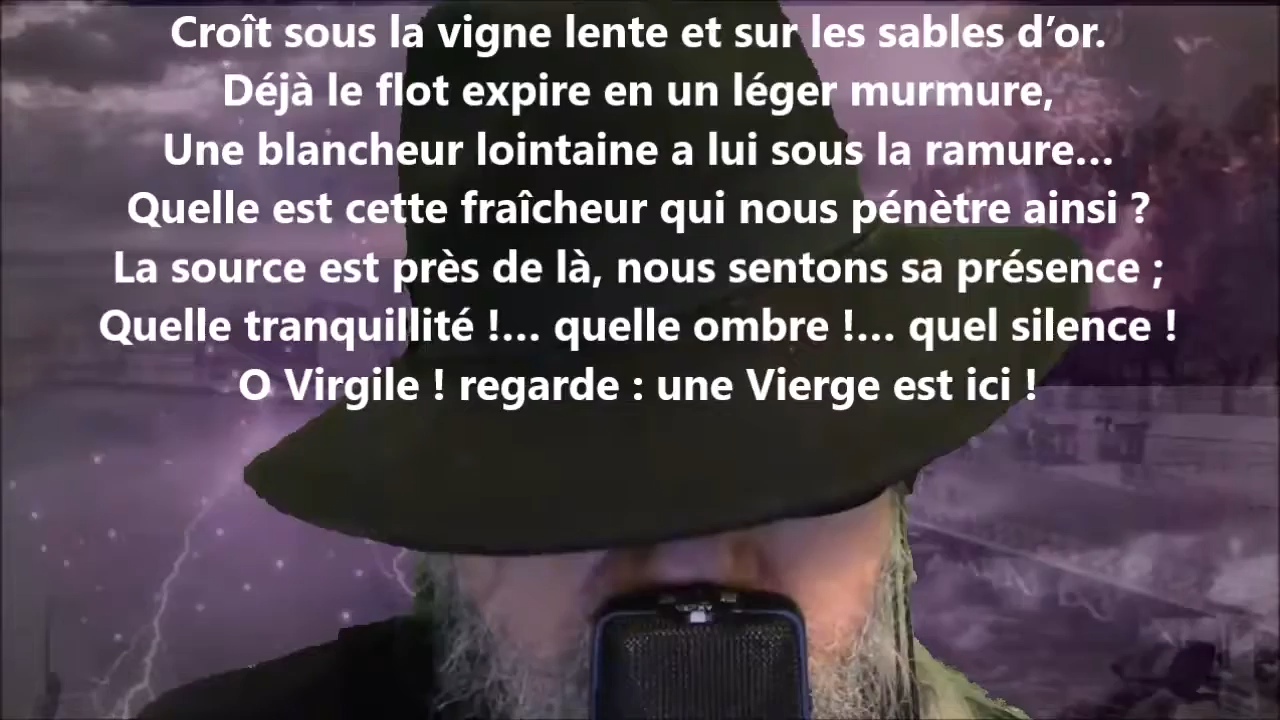 Croît sous la vigne lente et sur les sables d’or.
Déjà le flot expire en un léger murmure,
Une blancheur lointaine a lui sous la ramure…
Quelle est cette fraîcheur qui nous pénètre ainsi ?
La source est près de là, nous sentons sa présence ;
Quelle tranquillité !… quelle ombre !… quel silence !
O Virgile ! regarde : une Vierge est ici !